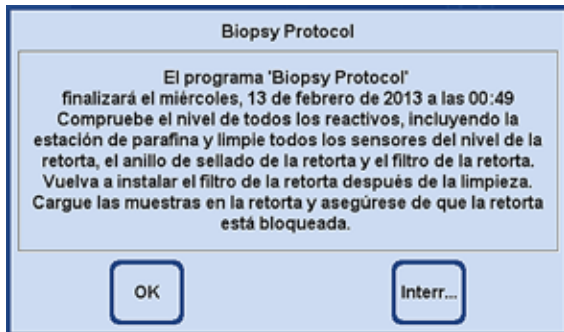 Biopsy Protocol
El programa 'Biopsy Protocol'
finalizará el miércoles, 13 de febrero de 2013 a las 00:49
Compruebe el nivel de todos los reactivos, incluyendo la
estación de parafina y limpie todos los sensores del nivel de la
retorta, el anillo de sellado de la retorta y el filtro de la retorta.
Vuelva a instalar el filtro de la retorta después de la limpieza.
Cargue las muestras en la retorta y asegúrese de que la retorta
está bloqueada.
OK
Interr...